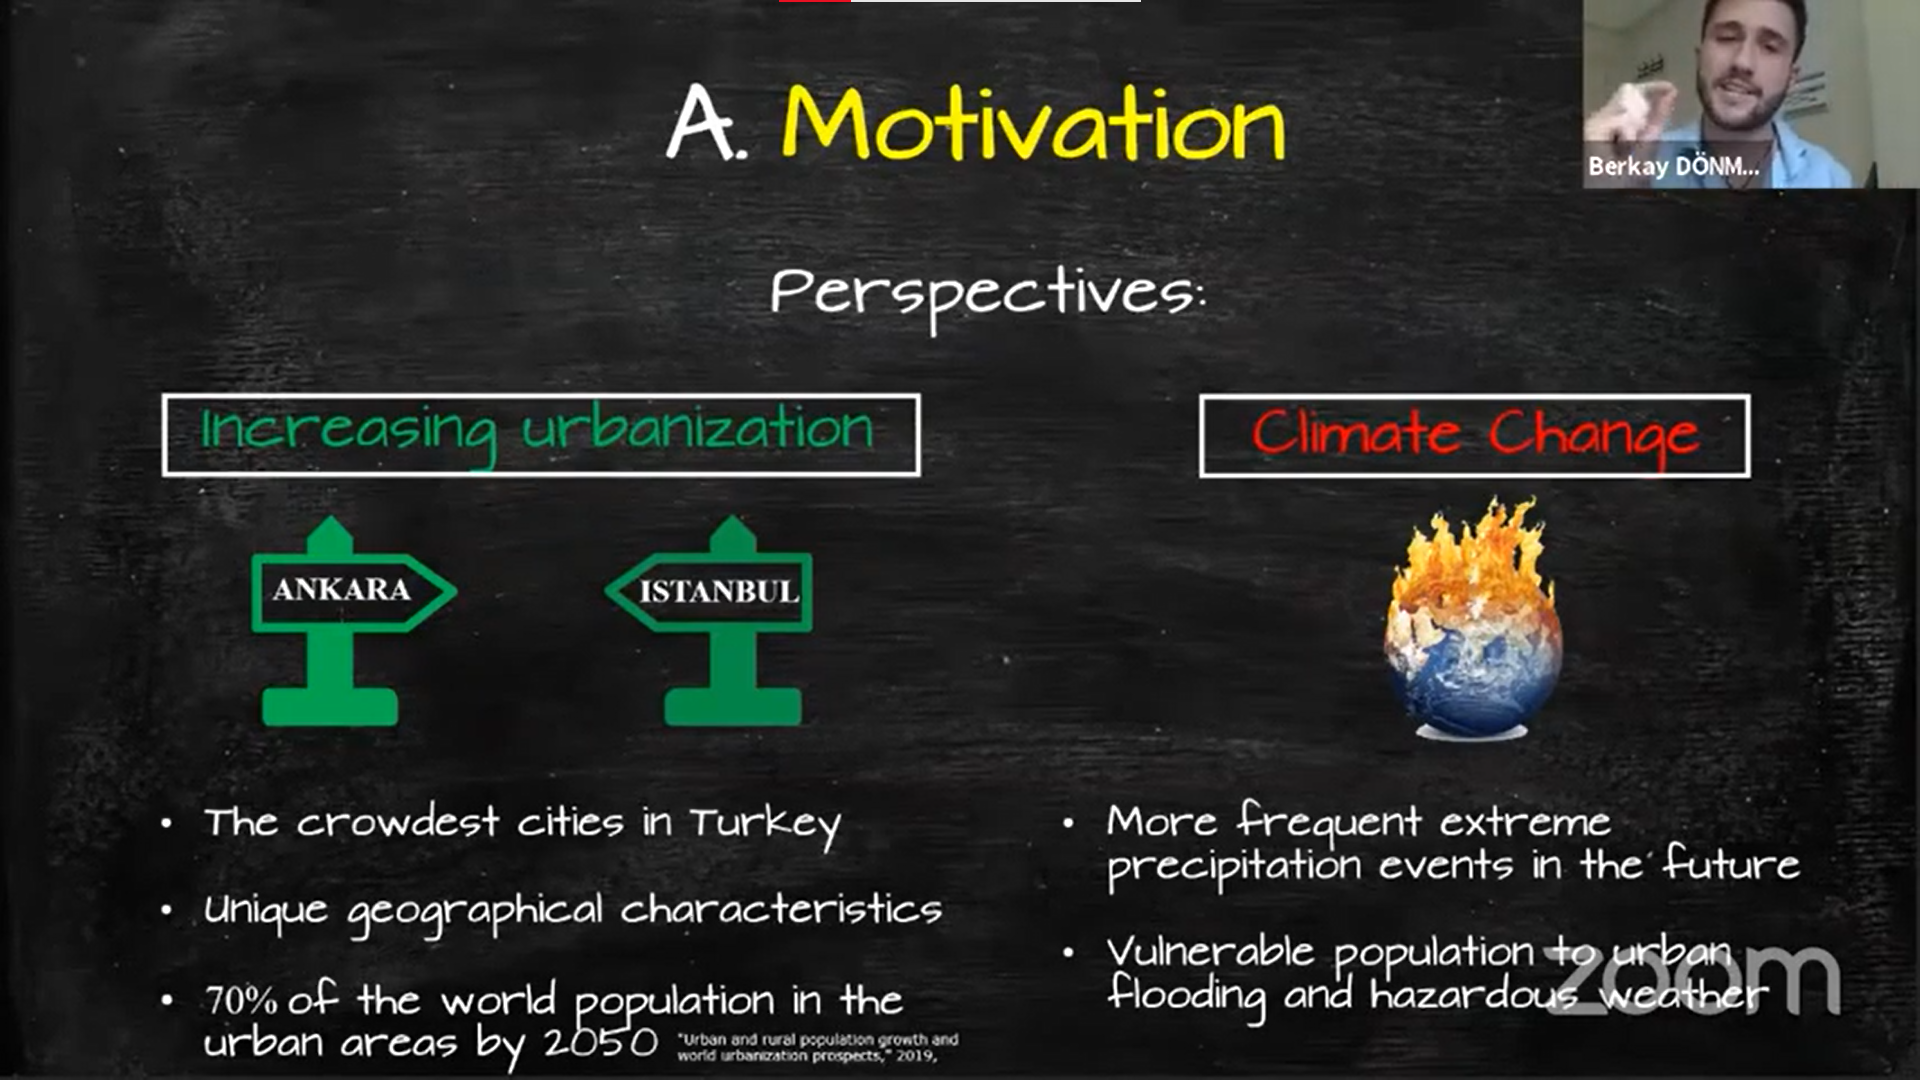 A. Motivation
Berkay DÖNM...
Perspectives:
Increasing urbanization
Climate Change
ANKARA
ISTANBUL
• The crowdest cities in Turkey
• Unique geographical characteristics
• 70% of the world population in the
urban areas by 2050
"Urban and rural population growth and
world urbanization prospects," 2019,
• More frequent extreme
precipitation events in the future
• Vulnerable population to urban
flooding and hazardous weather
zoom